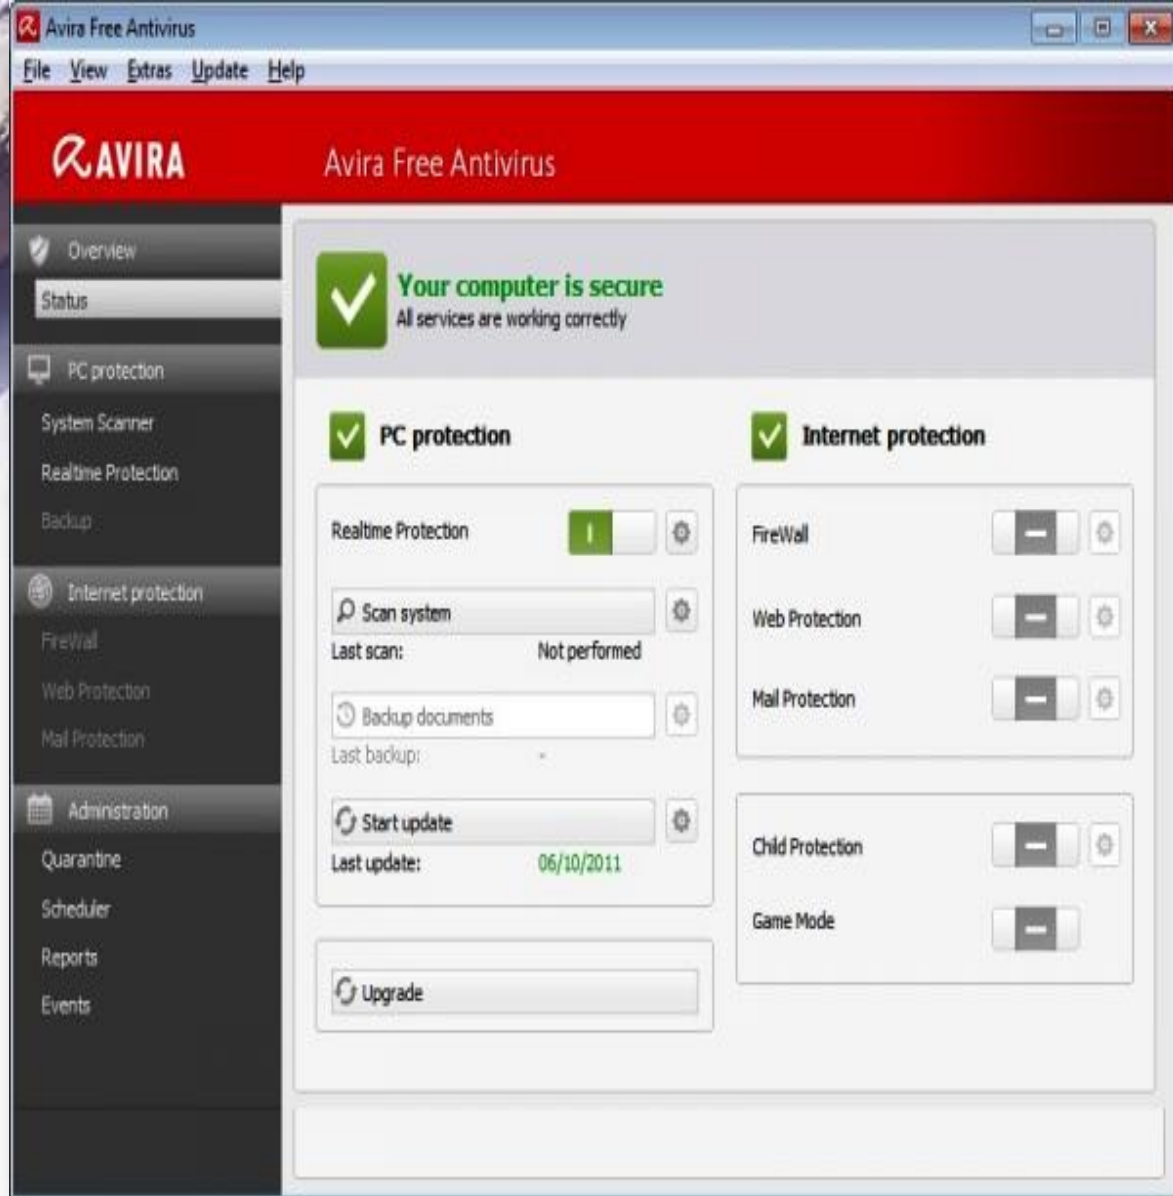 Avira Free Antivirus
File View Extras Update Help
AVIRA
Avira Free Antivirus
Overview
Status
PC protection
System Scanner
Realtime Protection
Backup
Internet protection
FireWall
Web Protection
Mail Protection
Administration
Quarantine
Scheduler
Reports
Events
Your computer is secure
All services are working correctly
PC protection
Realtime Protection
Scan system
Last scan: Not performed
Backup documents
Last backup: -
Start update
Last update: 06/10/2011
Upgrade
Internet protection
FireWall
Web Protection
Mail Protection
Child Protection
Game Mode